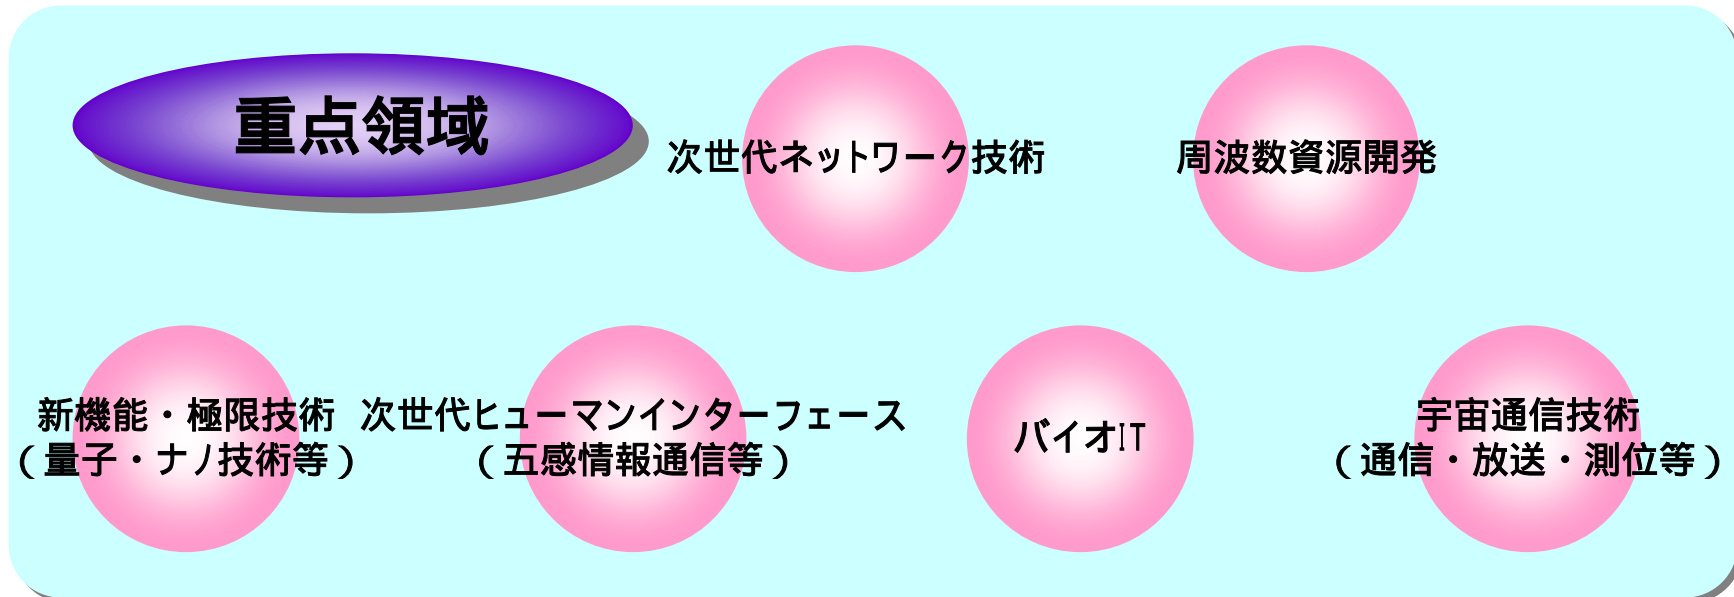 重点領域
次世代ネットワーク技術
周波数資源開発
新機能・極限技術
（量子・ナノ技術等）
次世代ヒューマンインターフェース
（五感情報通信等）
バイオIT
宇宙通信技術
（通信・放送・測位等）